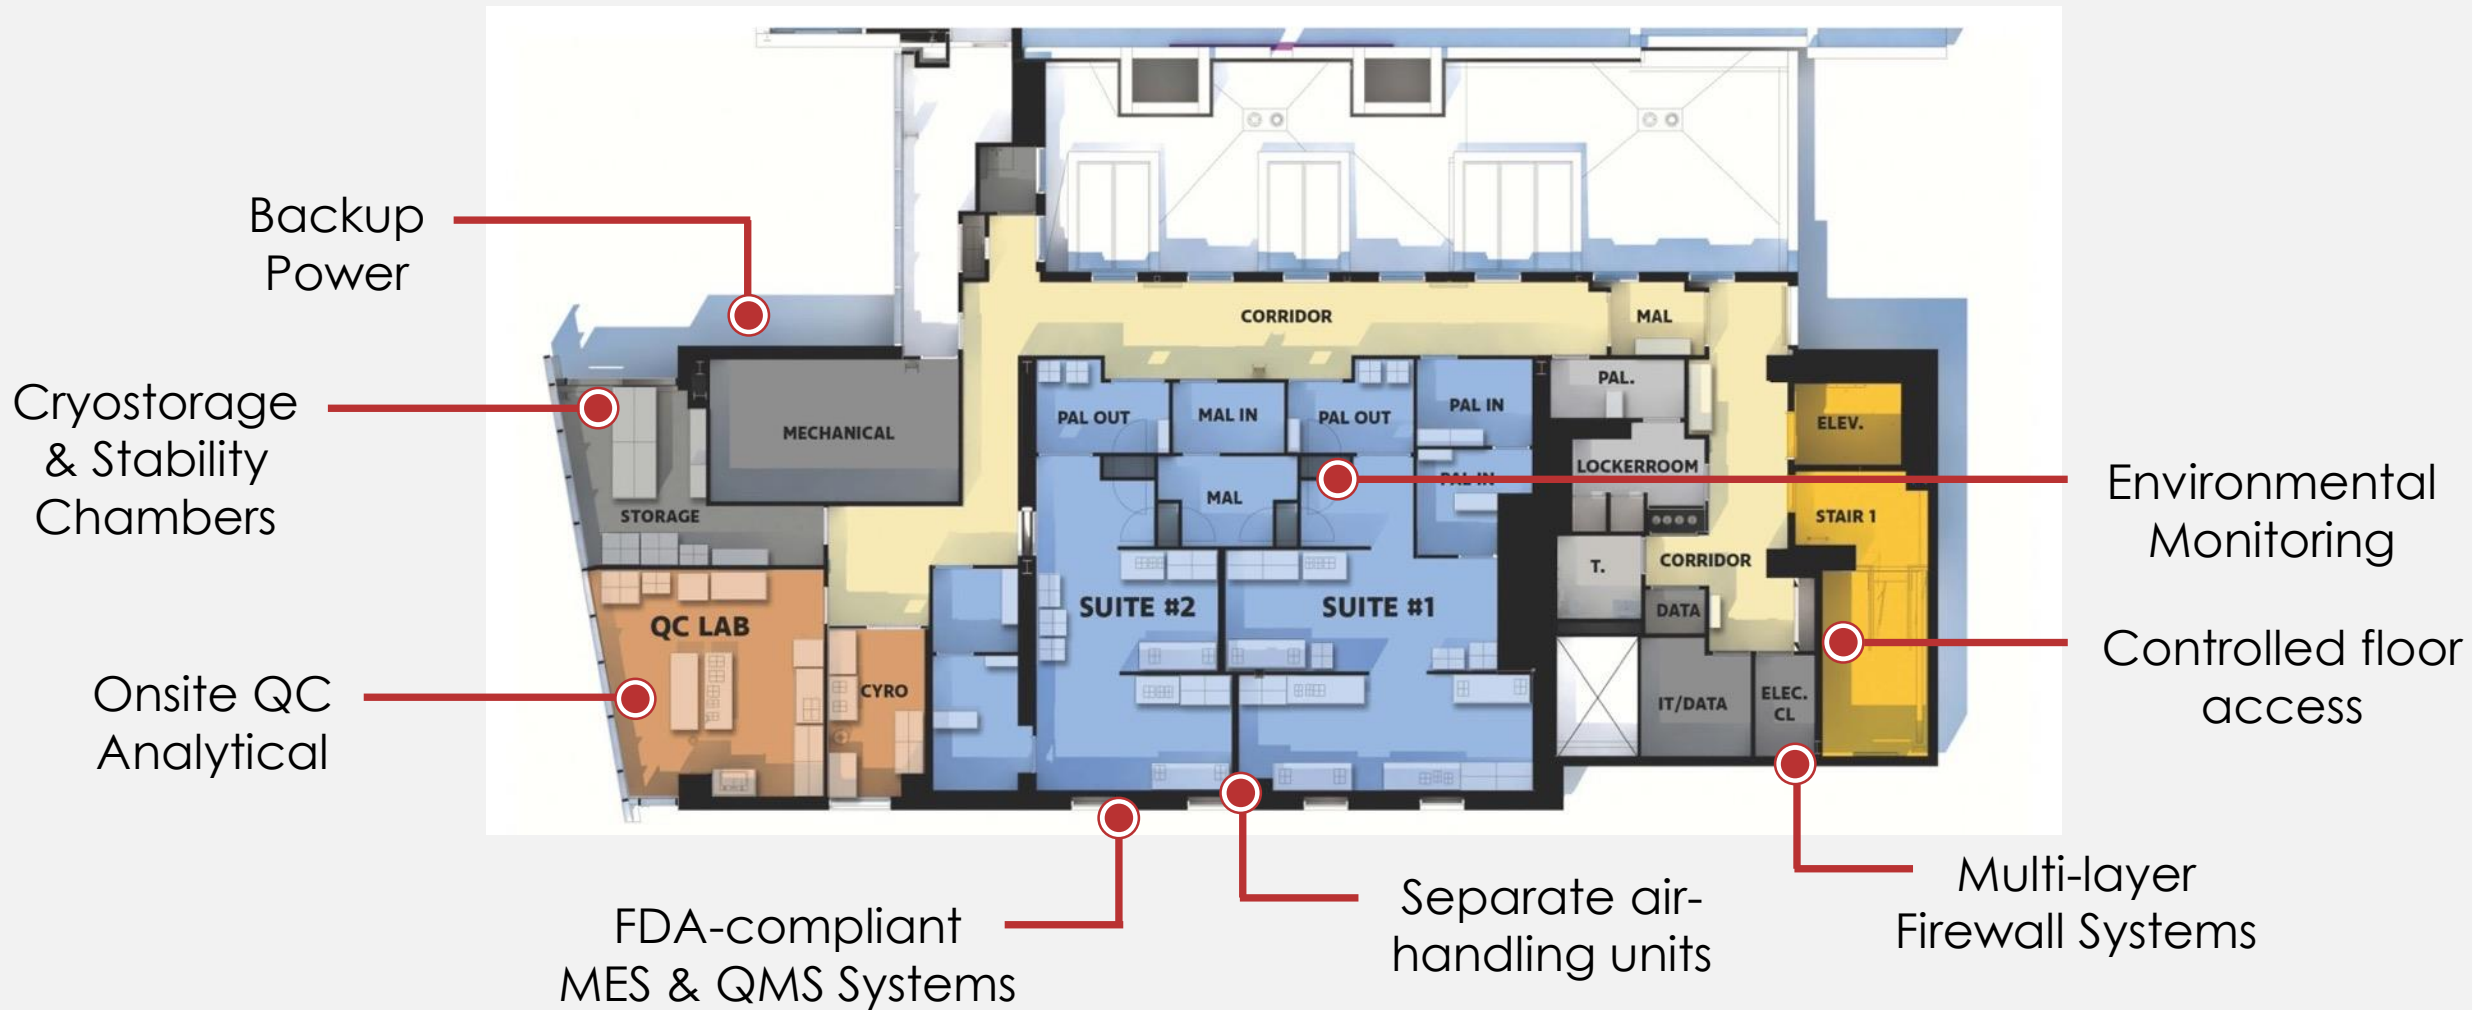 Backup
Power
Cryostorage
& Stability
Chambers
Onsite QC
Analytical
FDA-compliant
MES & QMS Systems
Separate air-
handling units
Multi-layer
Firewall Systems
Controlled floor
access
Environmental
Monitoring
CORRIDOR
MAL
PAL OUT
MAL IN
PAL OUT
PAL IN
PAL.
ELEV.
MECHANICAL
LOCKERROOM
PAL IN
MAL
STORAGE
STAIR 1
CORRIDOR
T.
DATA
QC LAB
SUITE #2
SUITE #1
CYRO
IT/DATA
ELEC.
CL